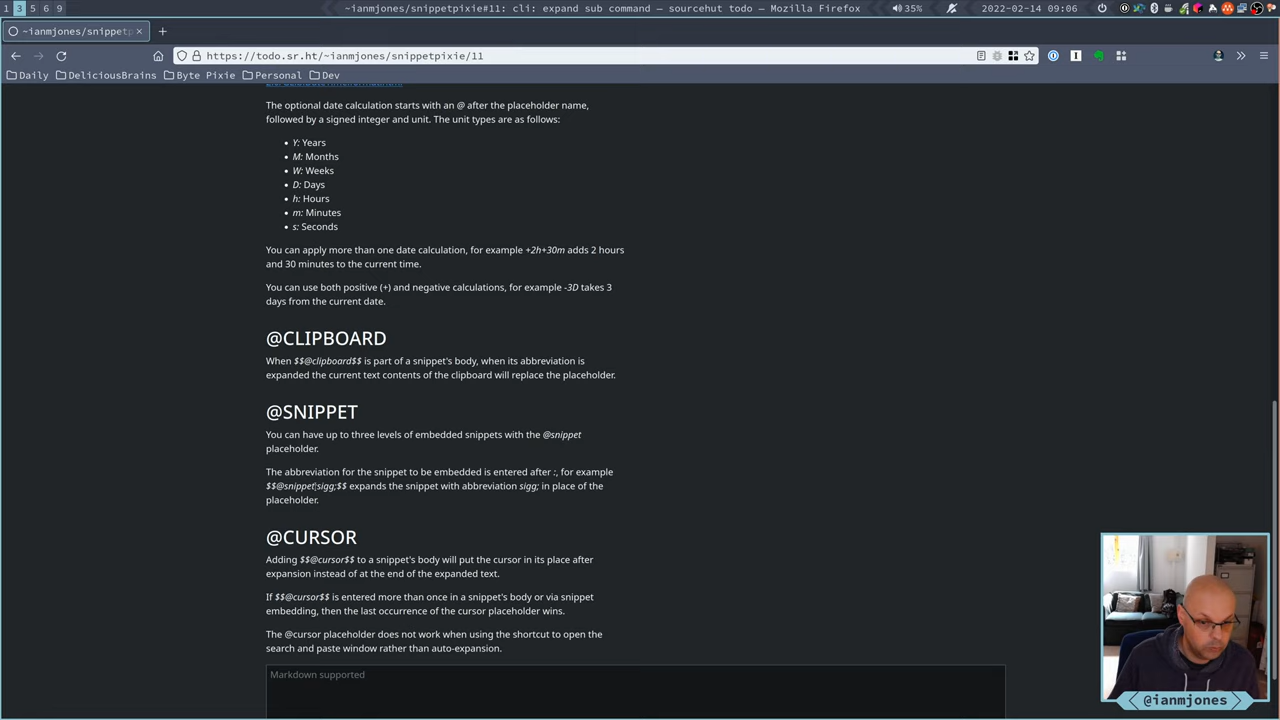 1 3 5 6 9
~ianmjones/snippetpixie#11: cli: expand sub command — sourcehut todo — Mozilla Firefox
35%
2022-02-14 09:06
~ianmjones/snippetp
https://todo.sr.ht/~ianmjones/snippetpixie/11
Daily DeliciousBrains Byte Pixie Personal Dev
The optional date calculation starts with an @ after the placeholder name,
followed by a signed integer and unit. The unit types are as follows:
• Y: Years
• M: Months
• W: Weeks
• D: Days
• h: Hours
• m: Minutes
• s: Seconds
You can apply more than one date calculation, for example +2h+30m adds 2 hours
and 30 minutes to the current time.
You can use both positive (+) and negative calculations, for example -3D takes 3
days from the current date.
@CLIPBOARD
When $$@clipboard$$ is part of a snippet's body, when its abbreviation is
expanded the current text contents of the clipboard will replace the placeholder.
@SNIPPET
You can have up to three levels of embedded snippets with the @snippet
placeholder.
The abbreviation for the snippet to be embedded is entered after :, for example
$$@snippet:sigg;$$ expands the snippet with abbreviation sigg; in place of the
placeholder.
@CURSOR
Adding $$@cursor$$ to a snippet's body will put the cursor in its place after
expansion instead of at the end of the expanded text.
If $$@cursor$$ is entered more than once in a snippet's body or via snippet
embedding, then the last occurrence of the cursor placeholder wins.
The @cursor placeholder does not work when using the shortcut to open the
search and paste window rather than auto-expansion.
Markdown supported
@ianmjones